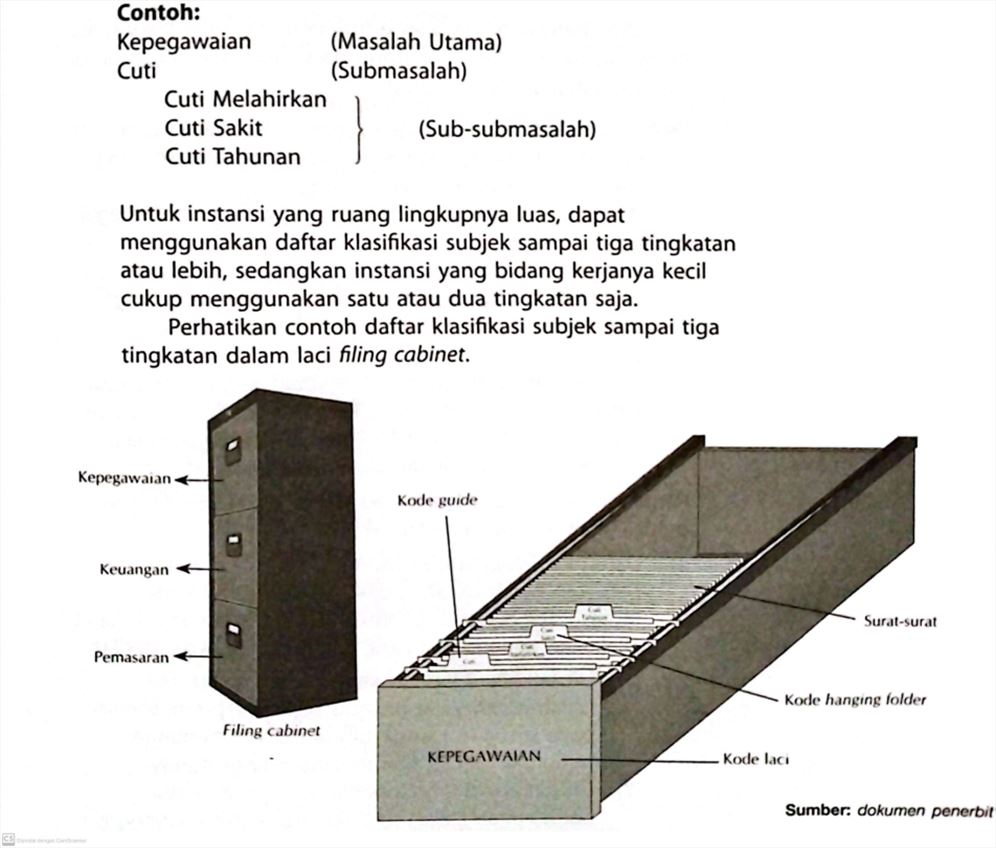 Contoh:
Kepegawaian (Masalah Utama)
Cuti (Submasalah)
Cuti Melahirkan
Cuti Sakit (Sub-submasalah)
Cuti Tahunan
Untuk instansi yang ruang lingkupnya luas, dapat
menggunakan daftar klasifikasi subjek sampai tiga tingkatan
atau lebih, sedangkan instansi yang bidang kerjanya kecil
cukup menggunakan satu atau dua tingkatan saja.
Perhatikan contoh daftar klasifikasi subjek sampai tiga
tingkatan dalam laci filing cabinet.
Kepegawaian
Keuangan
Pemasaran
Filing cabinet
Kode guide
Cuti
Tahunan
Cuti
Cuti
Cuti
Surat-surat
Kode hanging folder
KEPEGAWAIAN
Kode laci
Sumber: dokumen penerbit
CS Dipindai dengan CamScanner